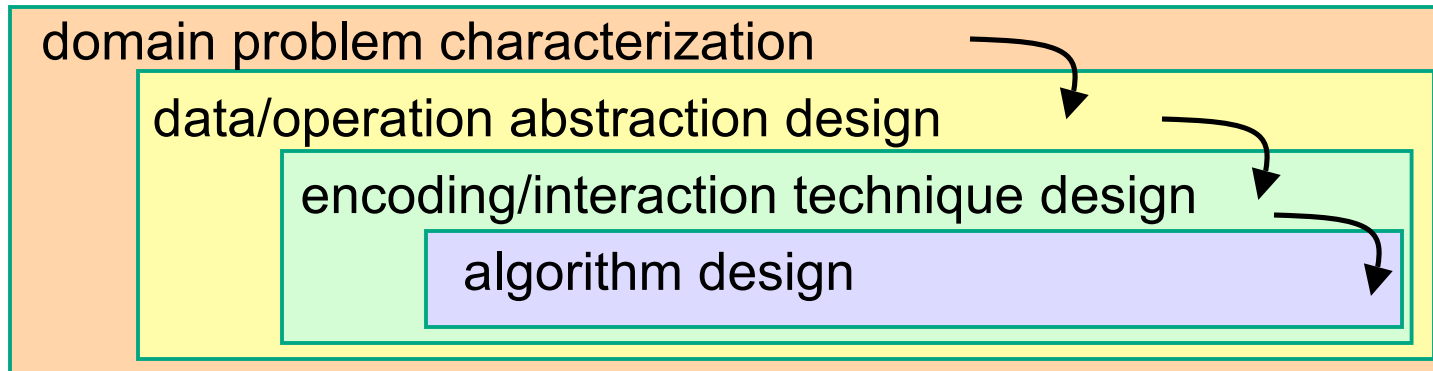 domain problem characterization
data/operation abstraction design
encoding/interaction technique design
algorithm design